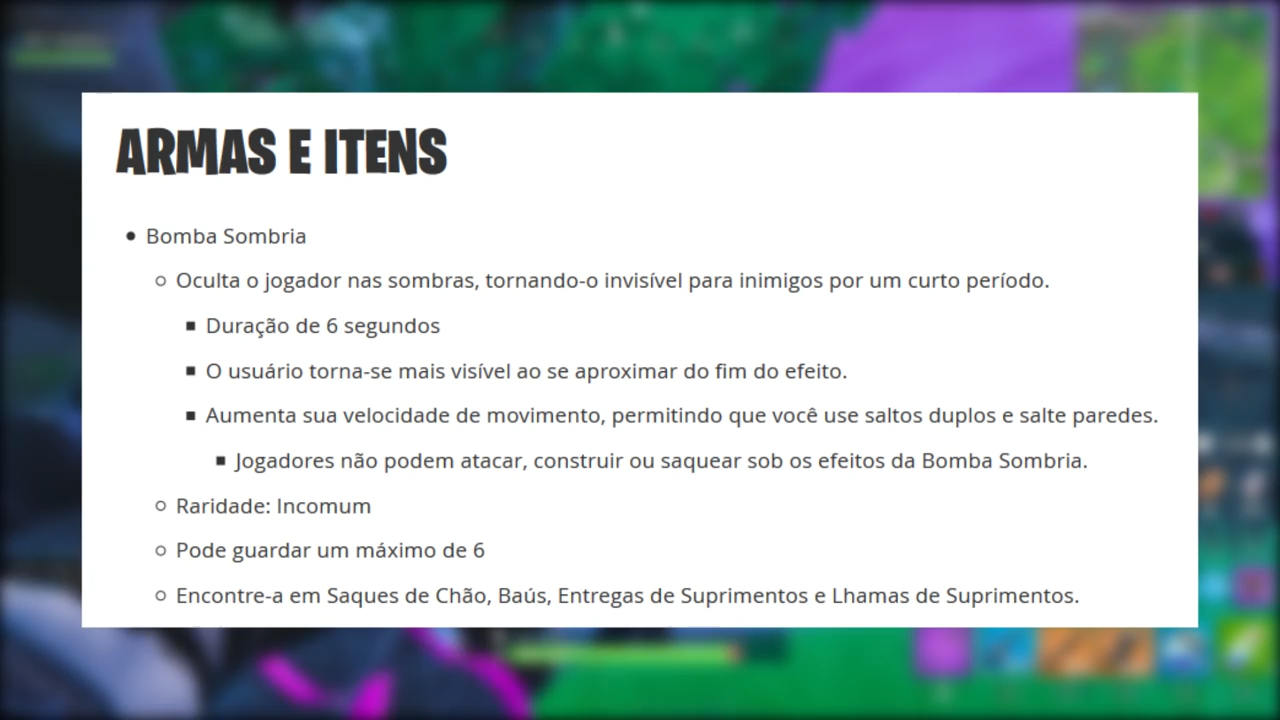 ARMAS E ITENS
Bomba Sombria
Oculta o jogador nas sombras, tornando-o invisível para inimigos por um curto período.
Duração de 6 segundos
O usuário torna-se mais visível ao se aproximar do fim do efeito.
Aumenta sua velocidade de movimento, permitindo que você use saltos duplos e salte paredes.
Jogadores não podem atacar, construir ou saquear sob os efeitos da Bomba Sombria.
Raridade: Incomum
Pode guardar um máximo de 6
Encontre-a em Saques de Chão, Baús, Entregas de Suprimentos e Lhamas de Suprimentos.